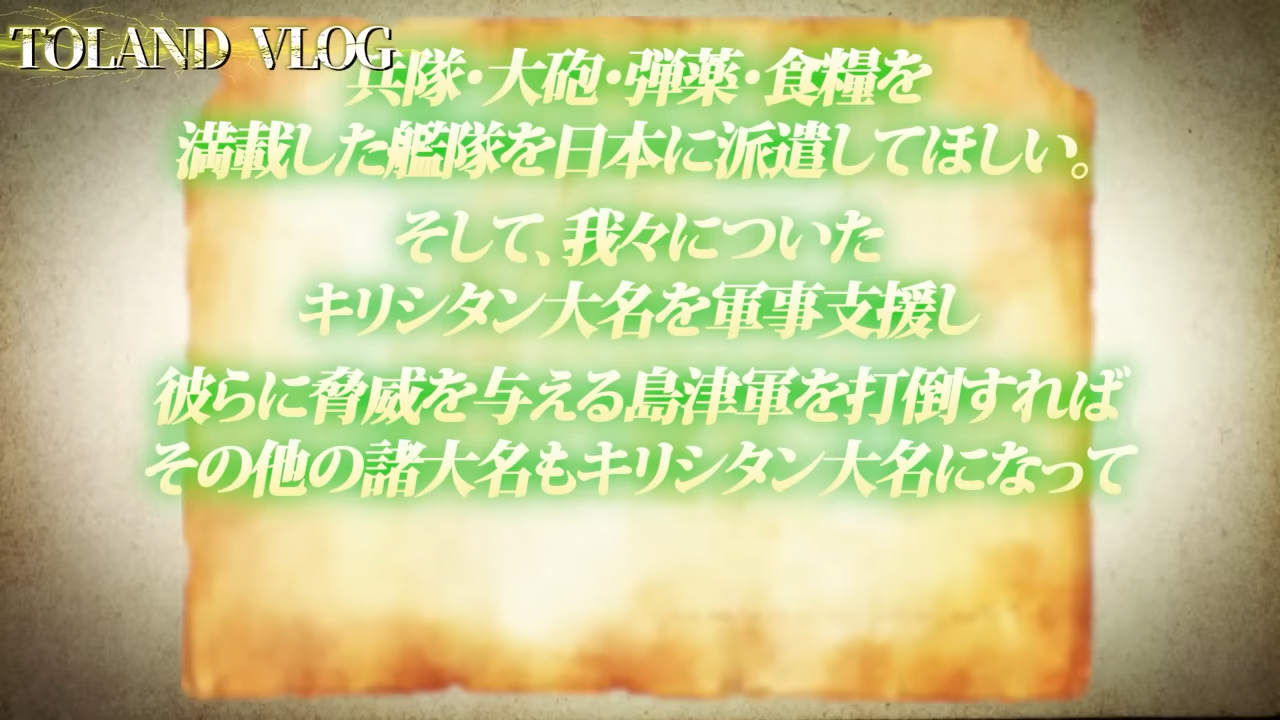 TOLAND VLOG
兵隊・大砲・弾薬・食糧を
満載した艦隊を日本に派遣してほしい。
そして、我々についた
キリシタン大名を軍事支援し
彼らに脅威を与える島津軍を打倒すれば
その他の諸大名もキリシタン大名になって